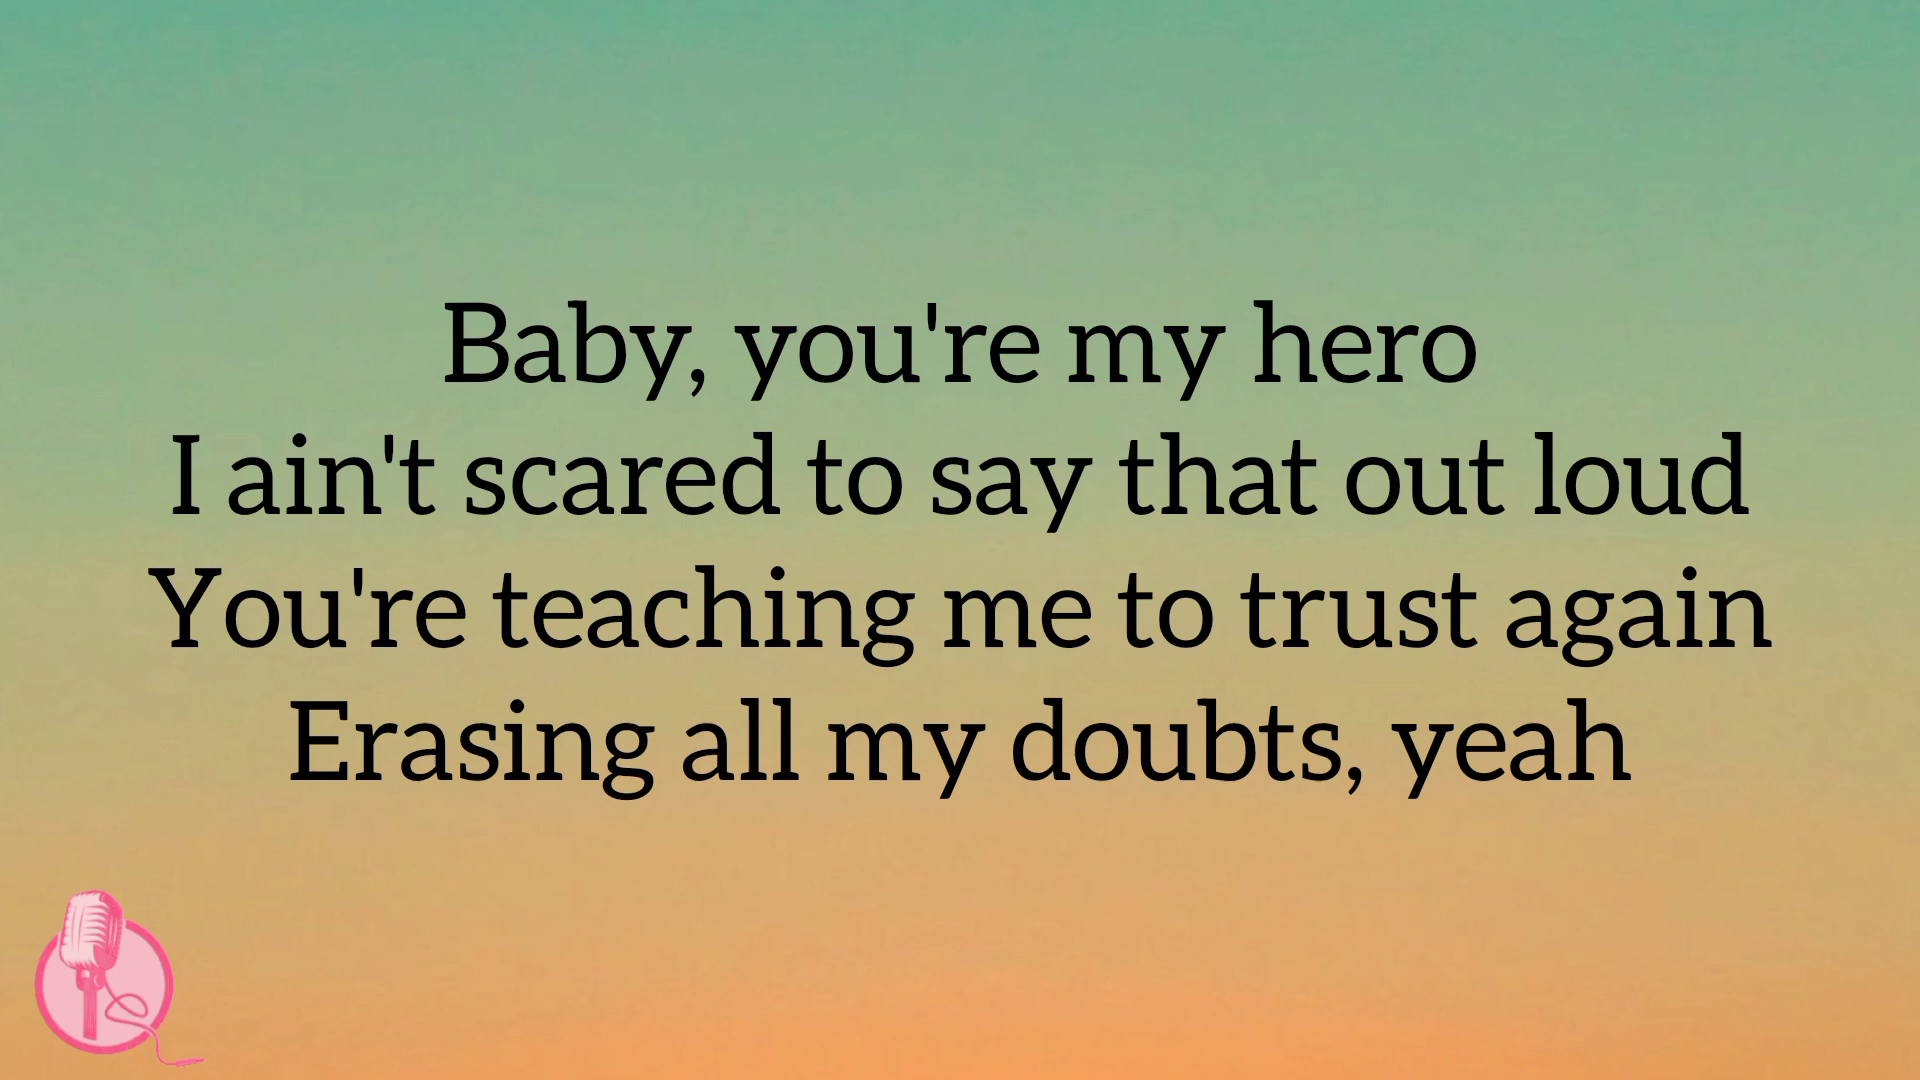 Baby, you're my hero
I ain't scared to say that out loud
You're teaching me to trust again
Erasing all my doubts, yeah